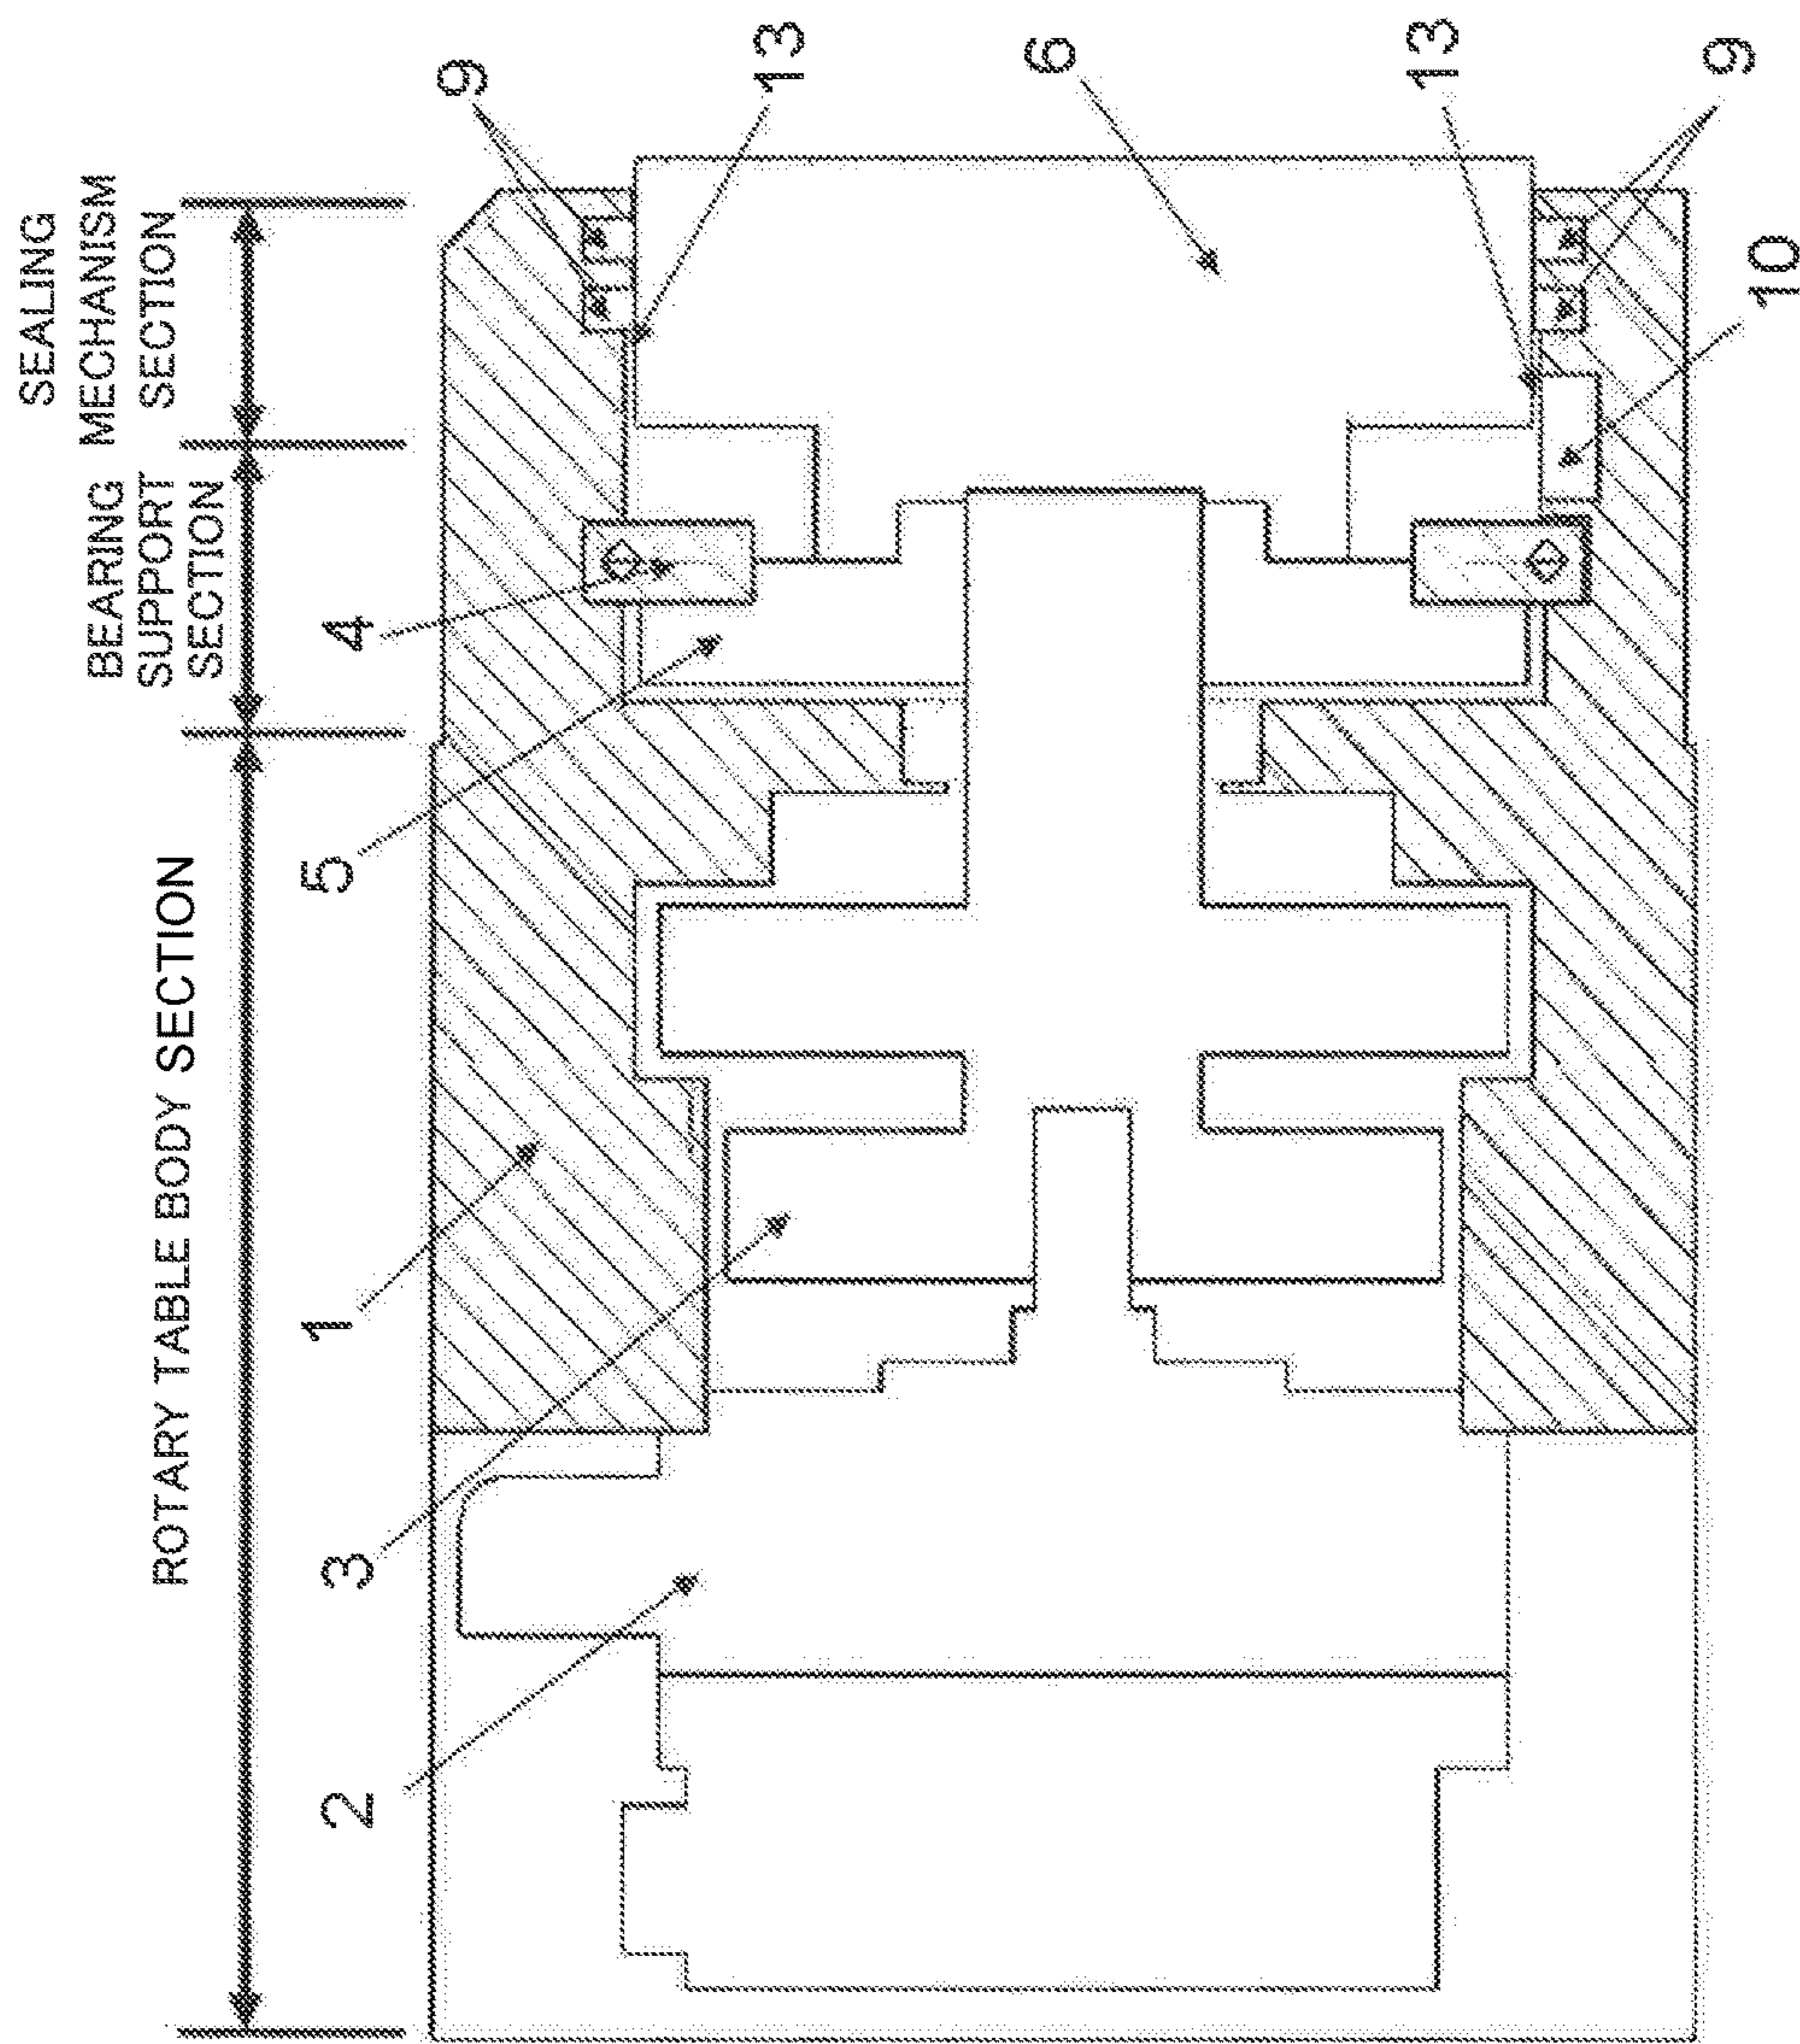 ROTARY TABLE BODY SECTION
BEARING
SUPPORT
SECTION
SEALING
MECHANISM
SECTION
2
3
1
5
4
9
13
6
13
9
10